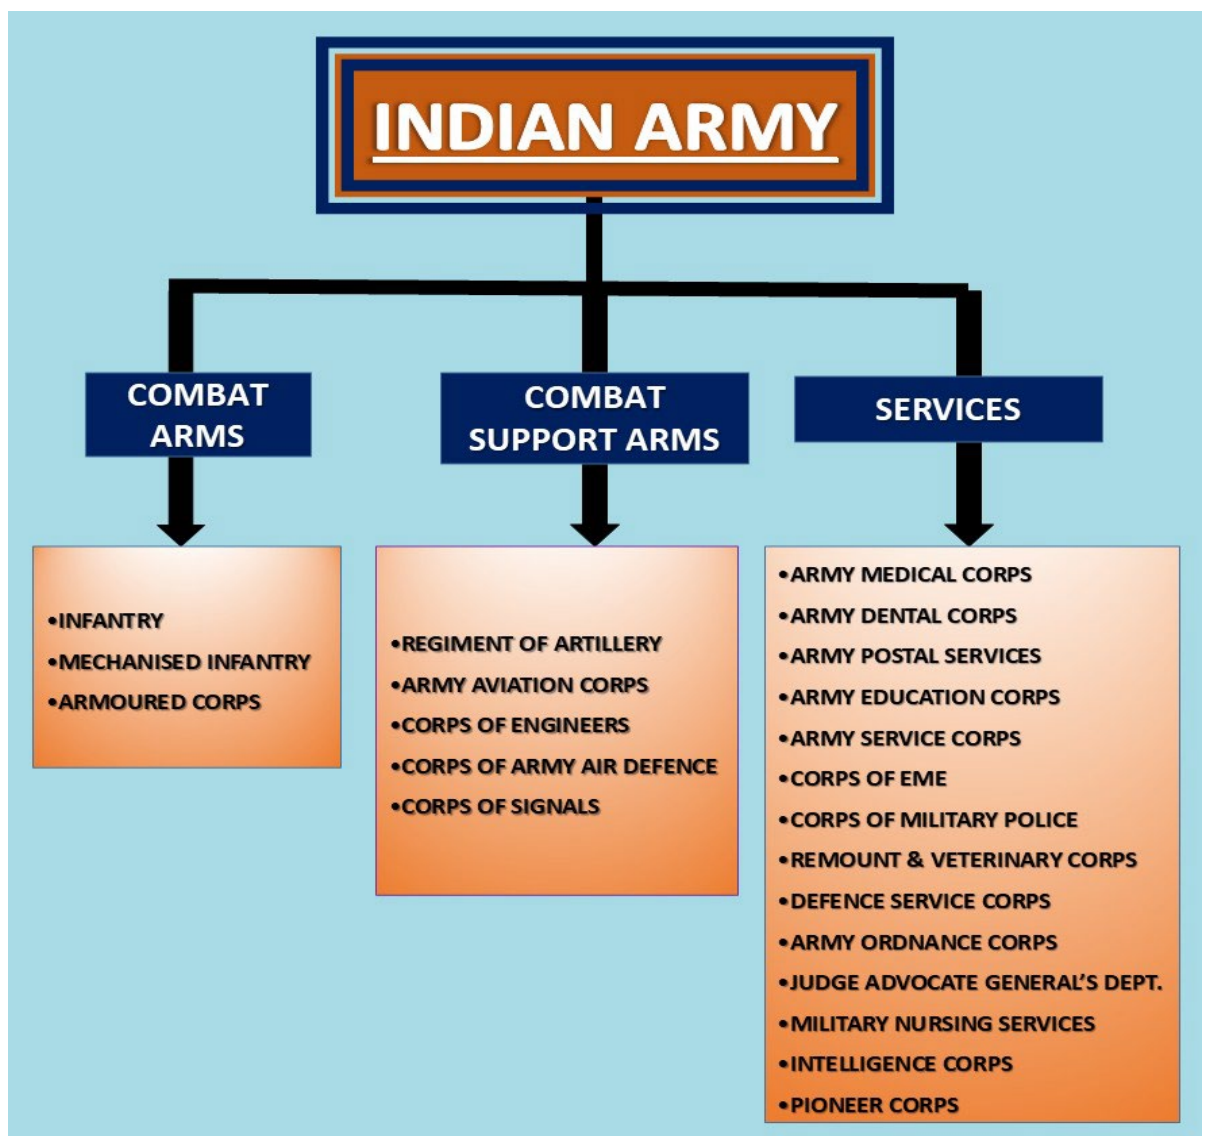 INDIAN ARMY
COMBAT
ARMS
COMBAT
SUPPORT ARMS
SERVICES
•INFANTRY
•MECHANISED INFANTRY
•ARMOURED CORPS
•REGIMENT OF ARTILLERY
•ARMY AVIATION CORPS
•CORPS OF ENGINEERS
•CORPS OF ARMY AIR DEFENCE
•CORPS OF SIGNALS
•ARMY MEDICAL CORPS
•ARMY DENTAL CORPS
•ARMY POSTAL SERVICES
•ARMY EDUCATION CORPS
•ARMY SERVICE CORPS
•CORPS OF EME
•CORPS OF MILITARY POLICE
•REMOUNT & VETERINARY CORPS
•DEFENCE SERVICE CORPS
•ARMY ORDNANCE CORPS
•JUDGE ADVOCATE GENERAL’S DEPT.
•MILITARY NURSING SERVICES
•INTELLIGENCE CORPS
•PIONEER CORPS